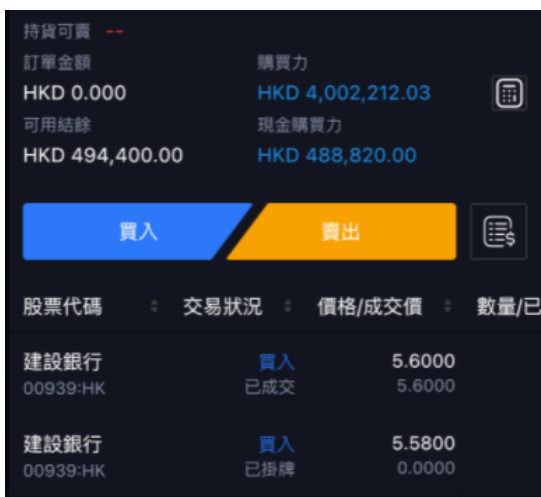 持貨可賣 --
訂單金額 購買力
HKD 0.000 HKD 4,002,212.03
可用結餘 現金購買力
HKD 494,400.00 HKD 488,820.00
買入 賣出
股票代碼 交易狀況 價格/成交價 數量/已
建設銀行 買入 5.6000
00939:HK 已成交 5.6000
建設銀行 買入 5.5800
00939:HK 已掛牌 0.0000